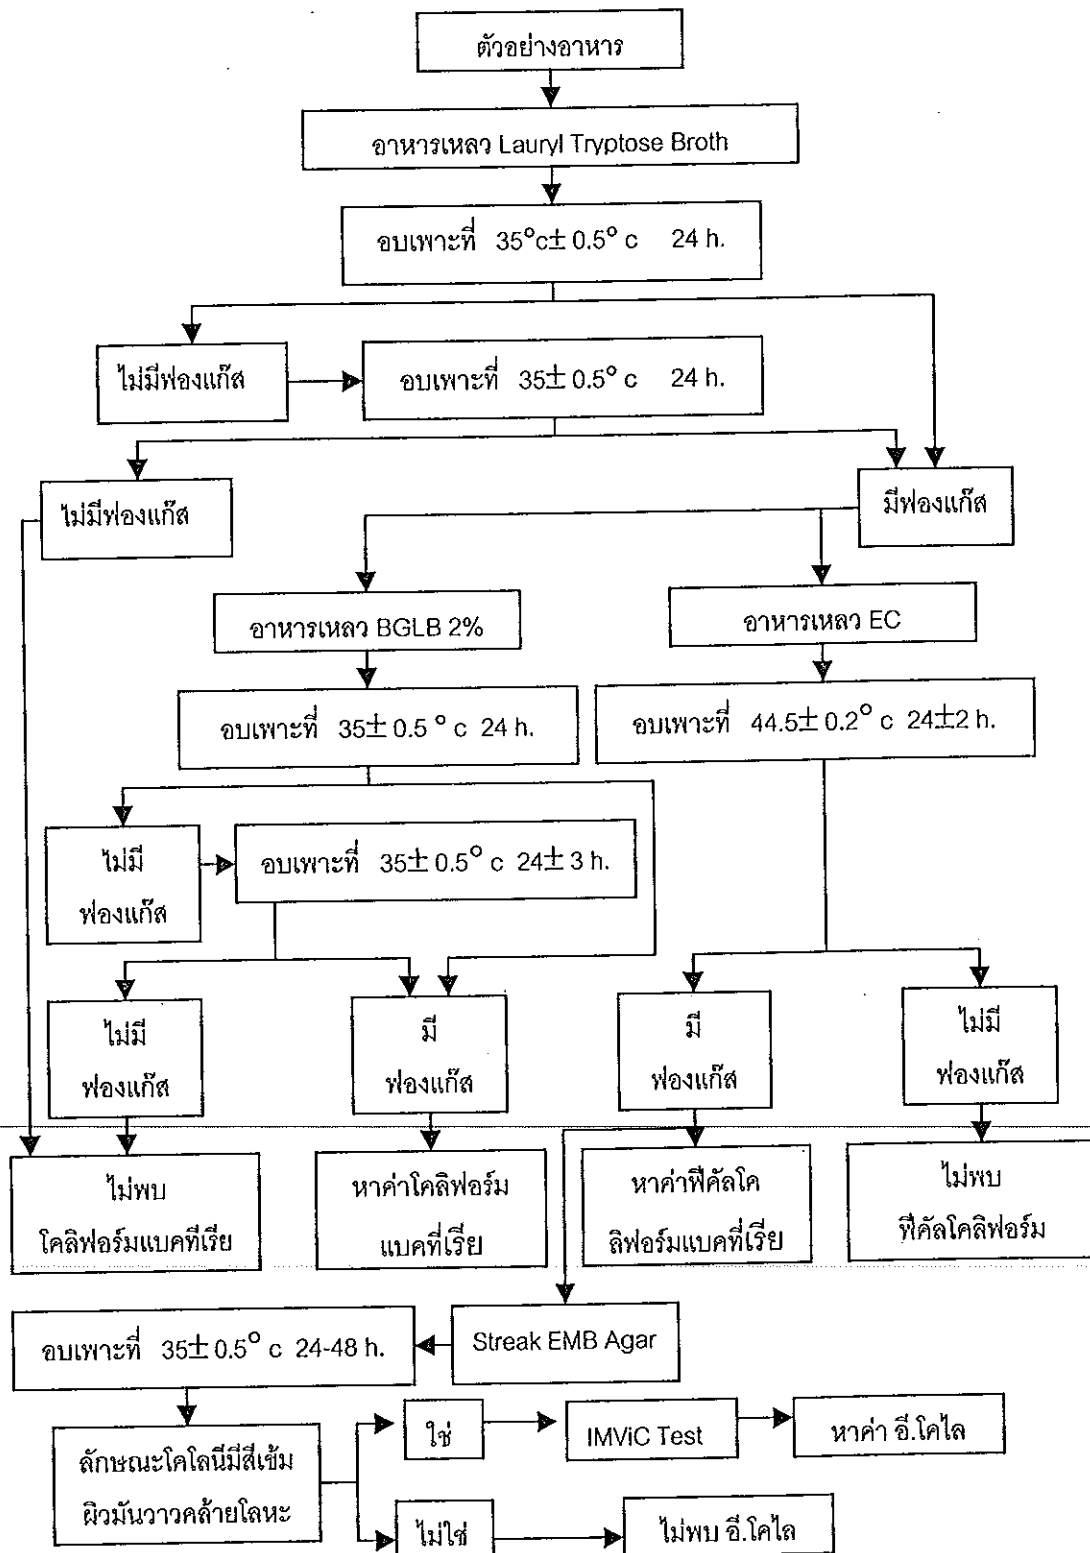 ตัวอย่างอาหาร
อาหารเหลว Lauryl Tryptose Broth
อบเพาะที่ 35°c± 0.5° c 24 h.
ไม่มีฟองแก๊ส
อบเพาะที่ 35± 0.5° c 24 h.
ไม่มีฟองแก๊ส
มีฟองแก๊ส
อาหารเหลว BGLB 2%
อาหารเหลว EC
อบเพาะที่ 35± 0.5 ° c 24 h.
อบเพาะที่ 44.5± 0.2° c 24±2 h.
ไม่มี
ฟองแก๊ส
อบเพาะที่ 35± 0.5° c 24± 3 h.
ไม่มี
ฟองแก๊ส
มี
ฟองแก๊ส
มี
ฟองแก๊ส
ไม่มี
ฟองแก๊ส
ไม่พบ
โคลิฟอร์มแบคที่เรีย
หาค่าโคลิฟอร์ม
แบคที่เรีย
หาค่าฟีคัลโค
ลิฟอร์มแบคที่เรีย
ไม่พบ
ฟีคัลโคลิฟอร์ม
อบเพาะที่ 35± 0.5° c 24-48 h.
Streak EMB Agar
ลักษณะโคโลนีมีสีเข้ม
ผิวมันวาวคล้ายโลหะ
ใช่
IMViC Test
หาค่า อี.โคไล
ไม่ใช่
ไม่พบ อี.โคไล